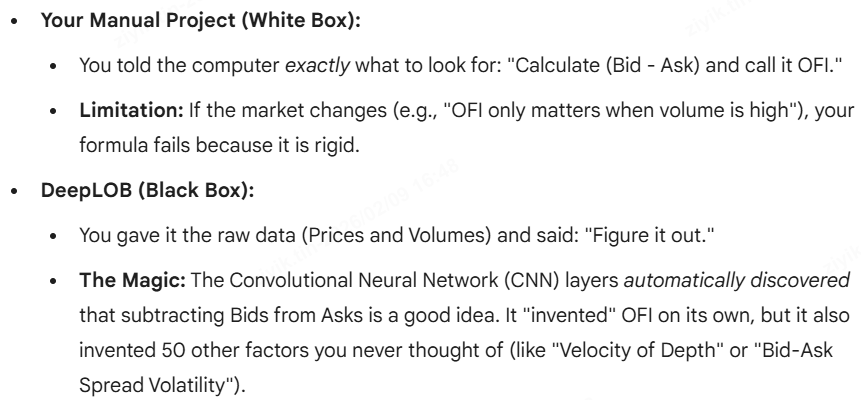 • Your Manual Project (White Box):
• You told the computer exactly what to look for: "Calculate (Bid - Ask) and call it OFI."
• Limitation: If the market changes (e.g., "OFI only matters when volume is high"), your
formula fails because it is rigid.
• DeepLOB (Black Box):
• You gave it the raw data (Prices and Volumes) and said: "Figure it out."
• The Magic: The Convolutional Neural Network (CNN) layers automatically discovered
that subtracting Bids from Asks is a good idea. It "invented" OFI on its own, but it also
invented 50 other factors you never thought of (like "Velocity of Depth" or "Bid-Ask
Spread Volatility").